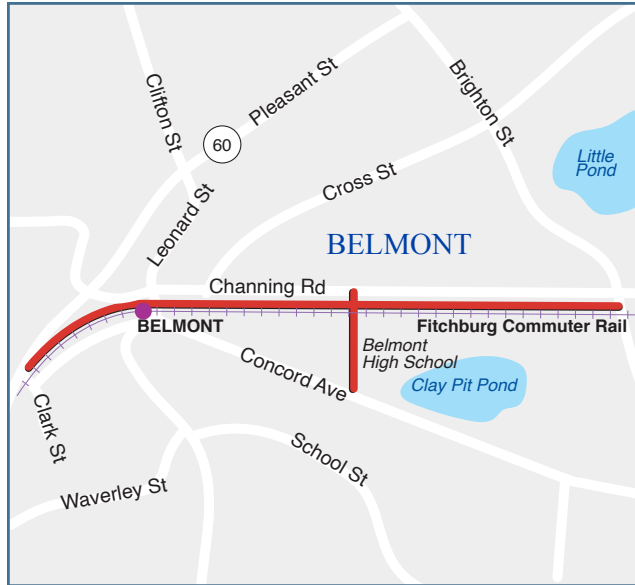 Clifton St
Pleasant St
Brighton St
60
Little
Pond
Leonard St
Cross St
BELMONT
Channing Rd
BELMONT
Fitchburg Commuter Rail
Belmont
High School
Concord Ave
Clay Pit Pond
Clark St
School St
Waverley St